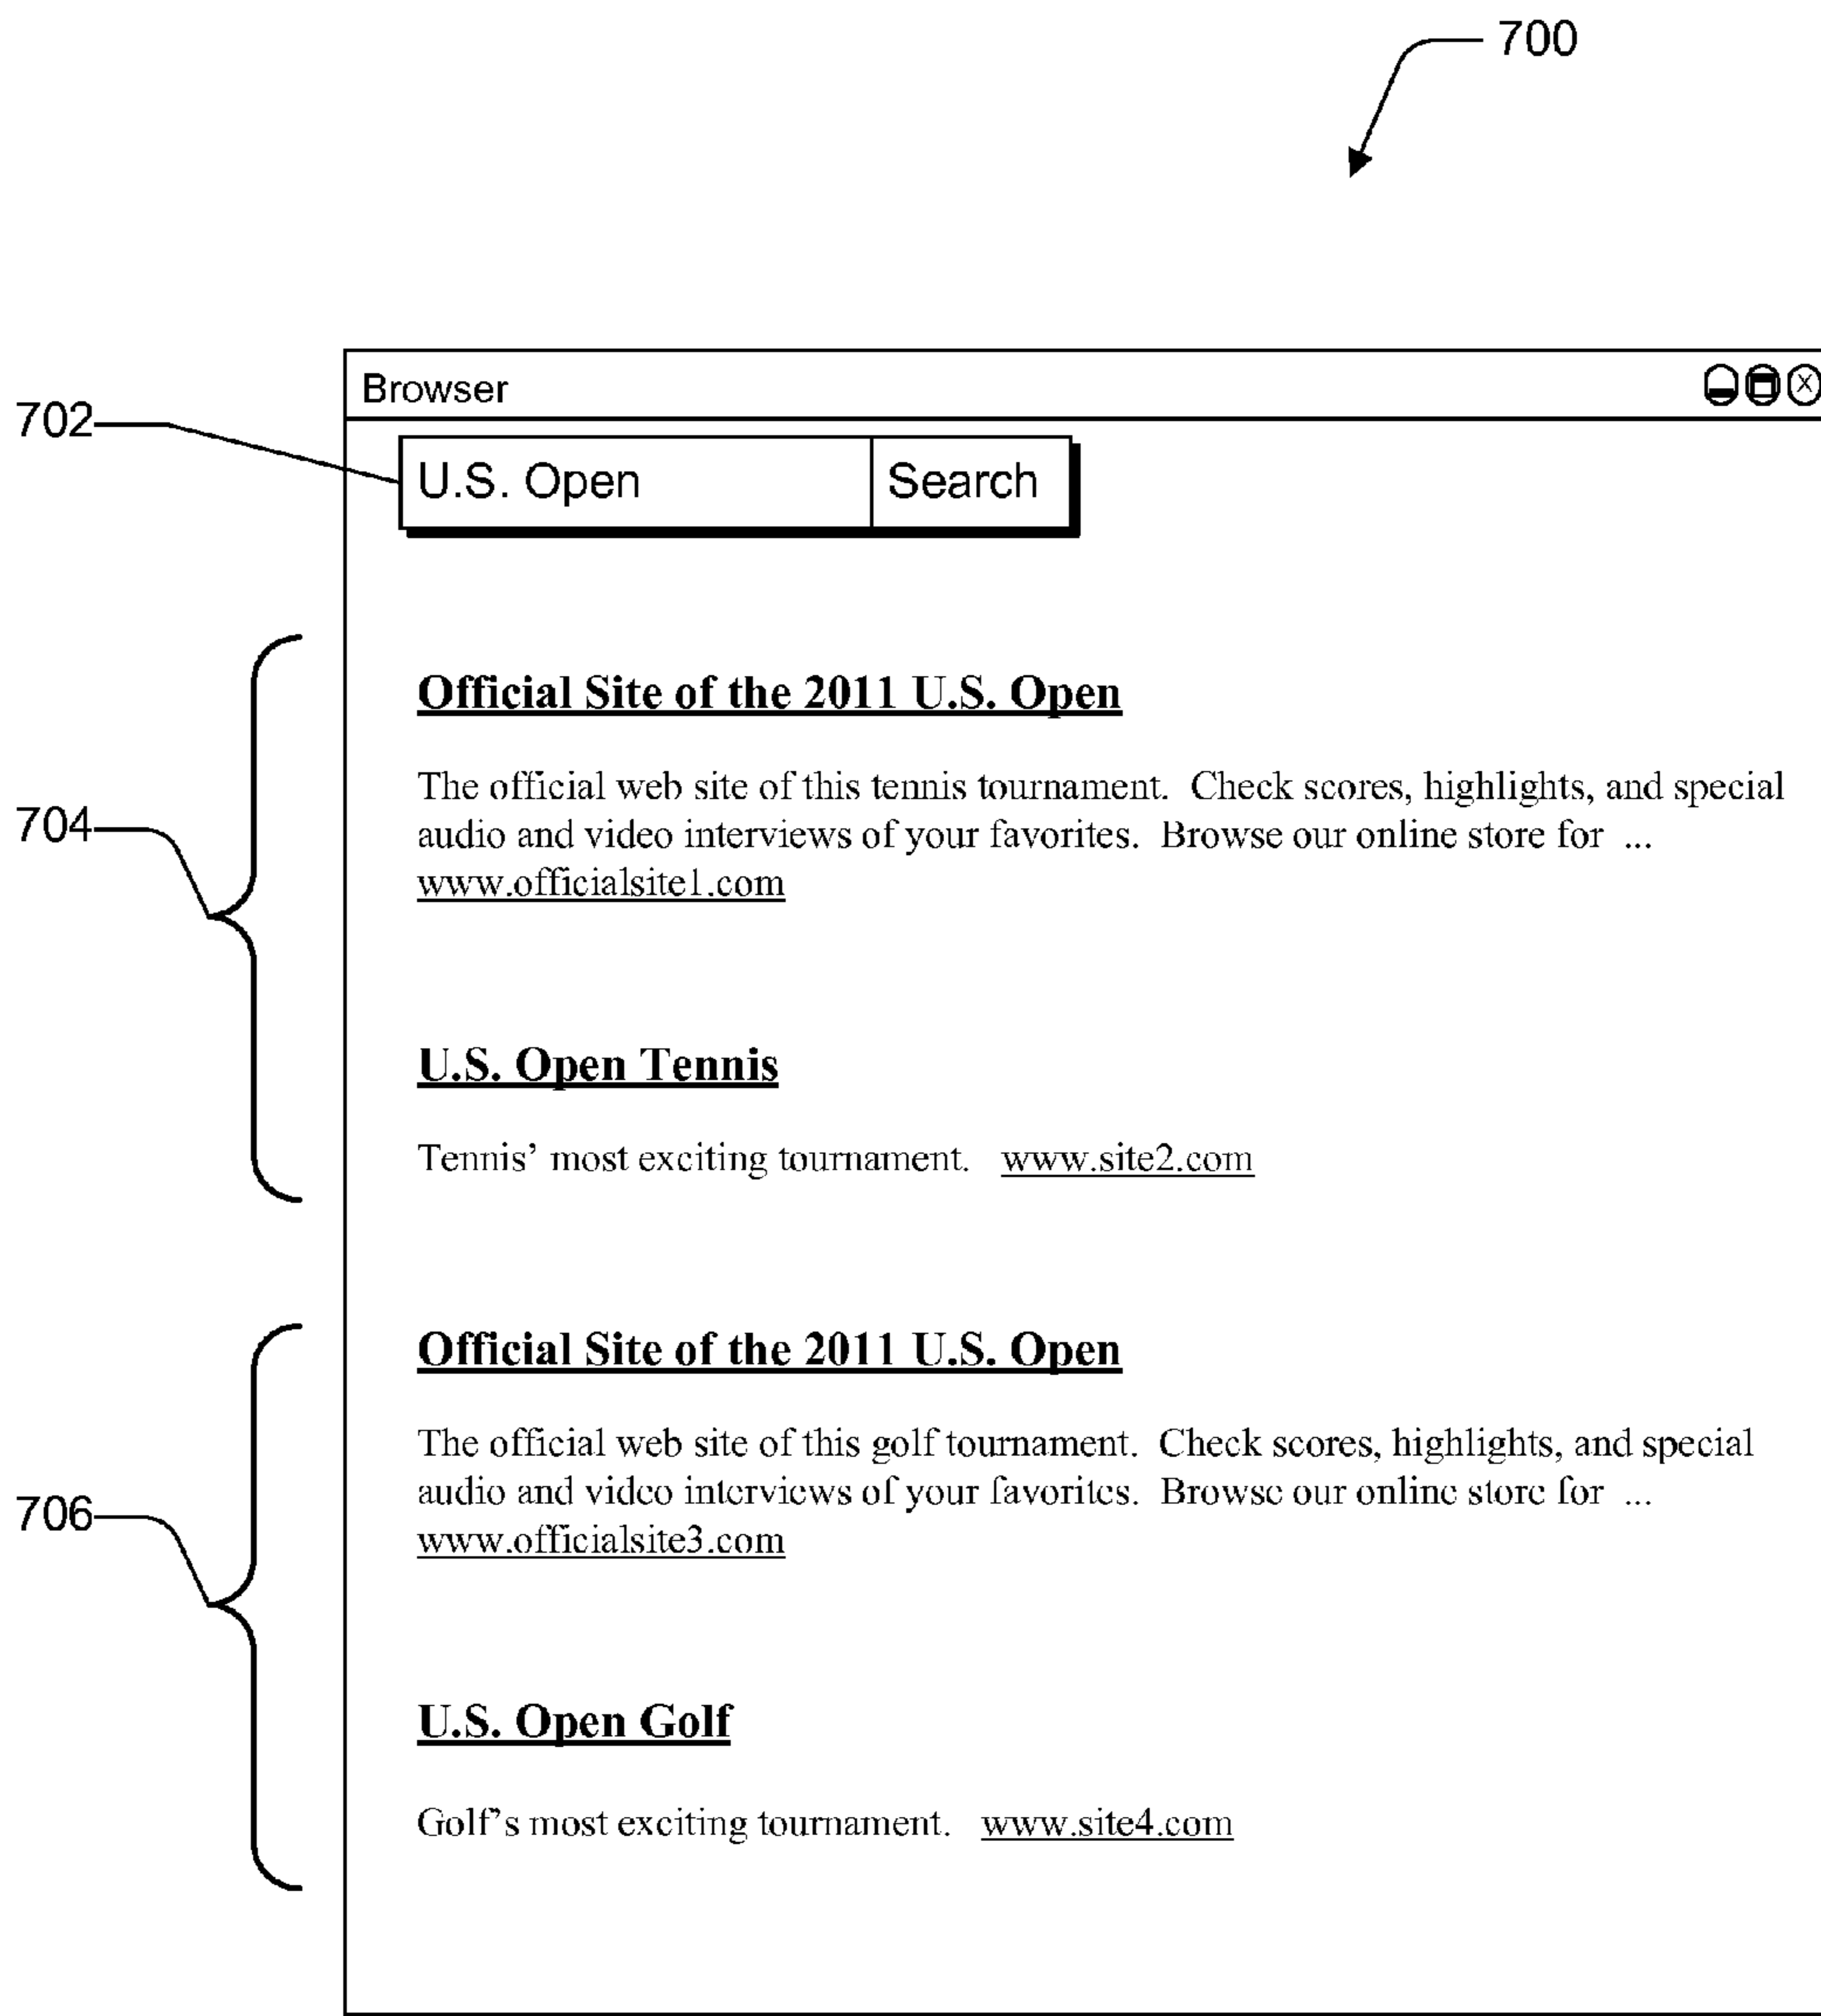 700
Browser
702
U.S. Open Search
704
Official Site of the 2011 U.S. Open
The official web site of this tennis tournament. Check scores, highlights, and special
audio and video interviews of your favorites. Browse our online store for ...
www.officialsite1.com
U.S. Open Tennis
Tennis’ most exciting tournament. www.site2.com
706
Official Site of the 2011 U.S. Open
The official web site of this golf tournament. Check scores, highlights, and special
audio and video interviews of your favorites. Browse our online store for ...
www.officialsite3.com
U.S. Open Golf
Golf’s most exciting tournament. www.site4.com